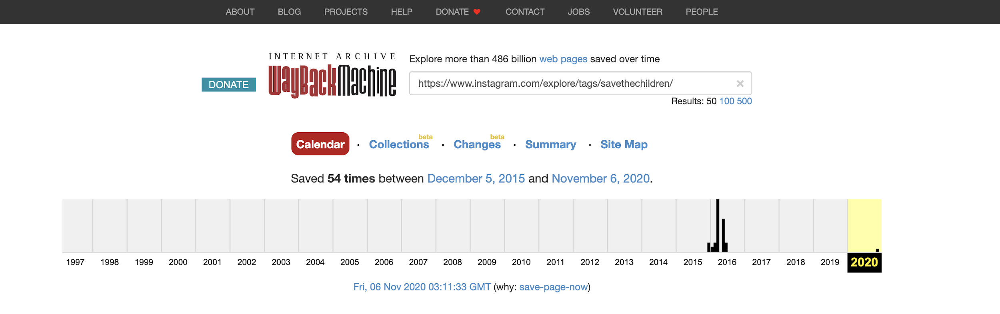 ABOUT BLOG PROJECTS HELP DONATE CONTACT JOBS VOLUNTEER PEOPLE
INTERNET ARCHIVE
WayBackMachine
DONATE
Explore more than 486 billion web pages saved over time
https://www.instagram.com/explore/tags/savethechildren/
Results: 50 100 500
Calendar · Collections beta · Changes beta · Summary · Site Map
Saved 54 times between December 5, 2015 and November 6, 2020.
1997 1998 1999 2000 2001 2002 2003 2004 2005 2006 2007 2008 2009 2010 2011 2012 2013 2014 2015 2016 2017 2018 2019 2020
Fri, 06 Nov 2020 03:11:33 GMT (why: save-page-now)